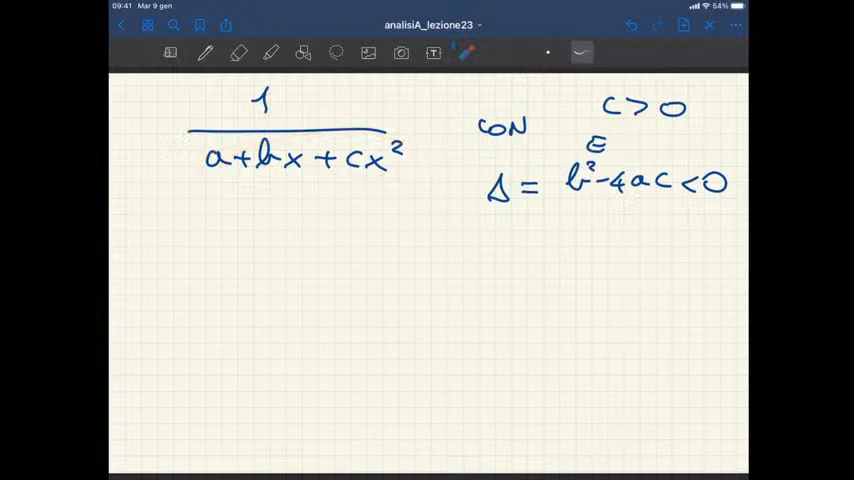 09:41 Mar 9 gen
54%
analisiA_lezione23
1
a+bx+cx²
CON
c>0
E
Δ= b²-4ac<0